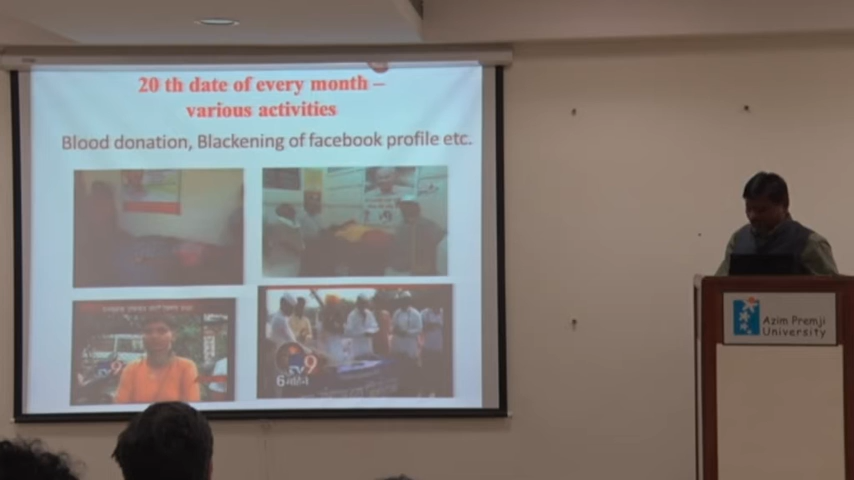 20 th date of every month –
various activities
Blood donation, Blackening of facebook profile etc.
TV9
TV9
Azim Premji
University